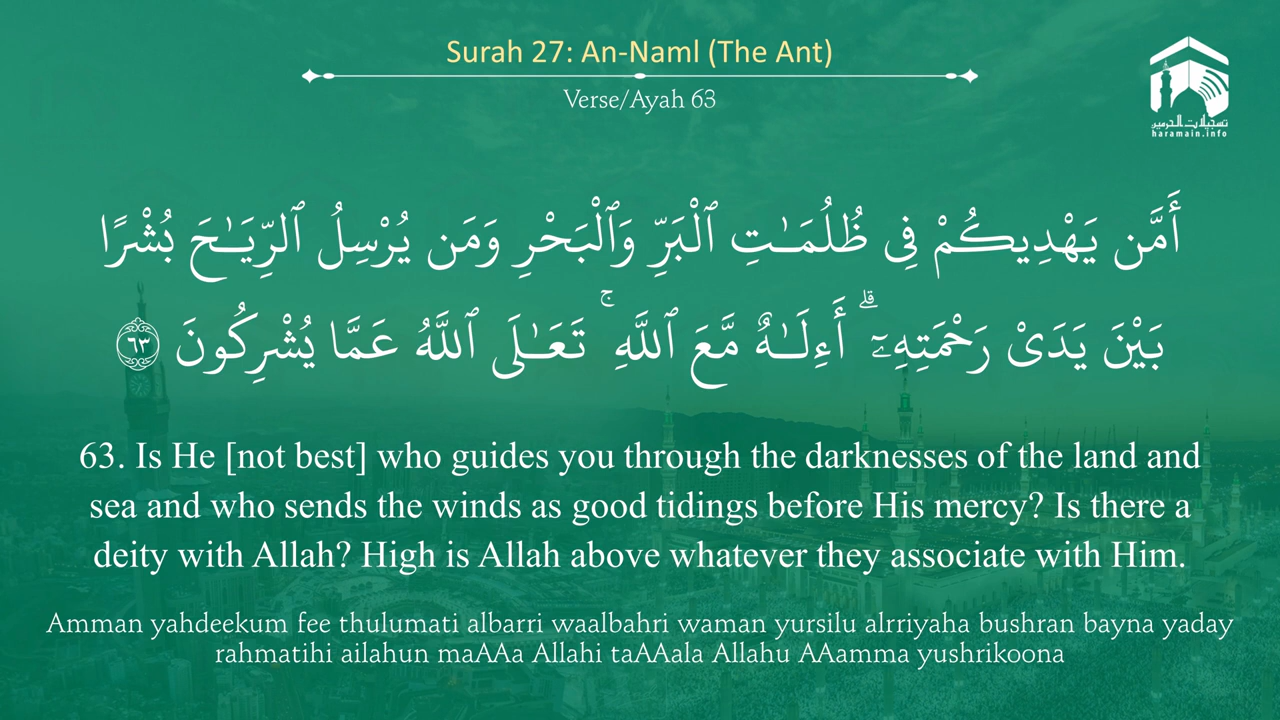 Surah 27: An-Naml (The Ant)
Verse/Ayah 63
تسجيلات الحرمين
haramain.info
أَمَّن يَهْدِيكُمْ فِى ظُلُمَـٰتِ ٱلْبَرِّ وَٱلْبَحْرِ وَمَن يُرْسِلُ ٱلرِّيَـٰحَ بُشْرًۢا
بَيْنَ يَدَىْ رَحْمَتِهِۦٓ ۗ أَءِلَـٰهٌ مَّعَ ٱللَّهِ ۚ تَعَـٰلَى ٱللَّهُ عَمَّا يُشْرِكُونَ ٦٣
63. Is He [not best] who guides you through the darknesses of the land and
sea and who sends the winds as good tidings before His mercy? Is there a
deity with Allah? High is Allah above whatever they associate with Him.
Amman yahdeekum fee thulumati albarri waalbahri waman yursilu alrriyaha bushran bayna yaday
rahmatihi ailahun maAAa Allahi taAAala Allahu AAamma yushrikoona